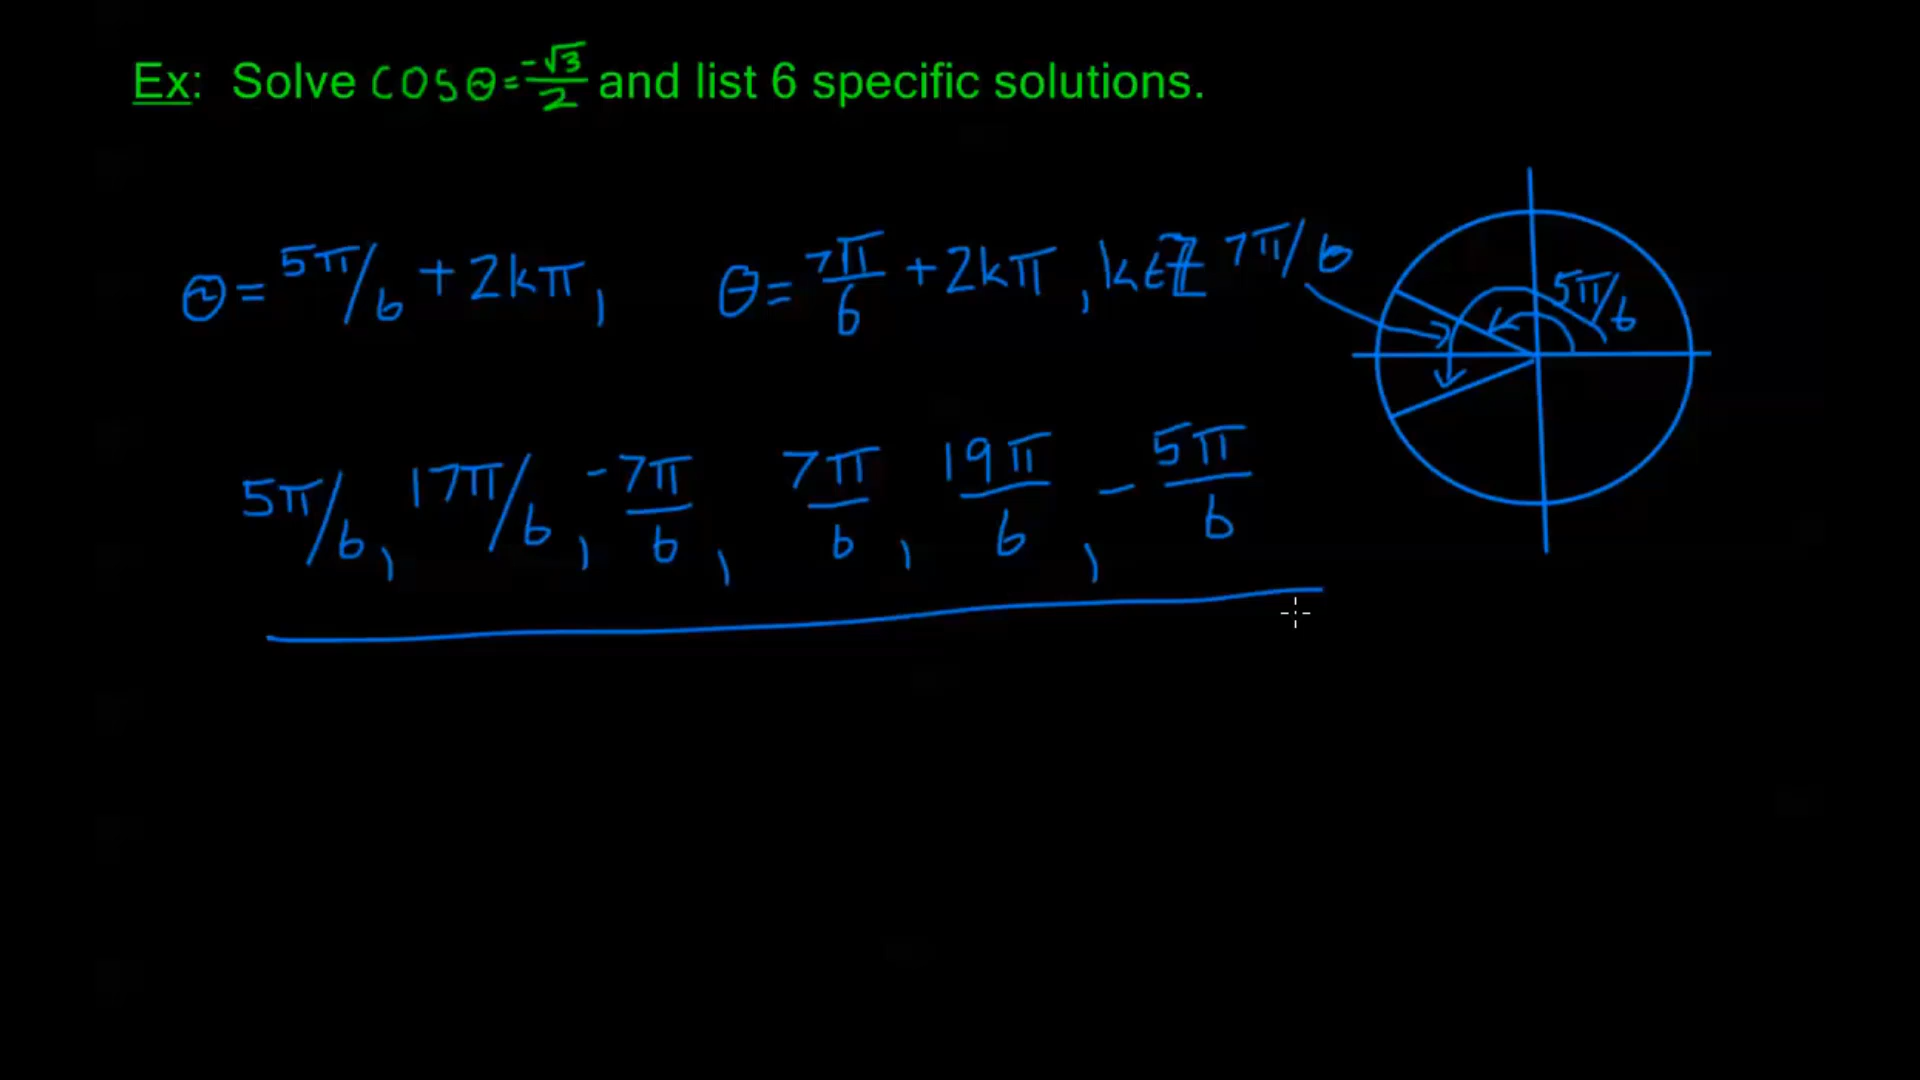 Ex: Solve cosθ=-√3/2 and list 6 specific solutions.
θ=5π/6+2kπ, θ=7π/6+2kπ, k∈ℤ
7π/6
5π/6
5π/6, 17π/6, -7π/6, 7π/6, 19π/6, -5π/6